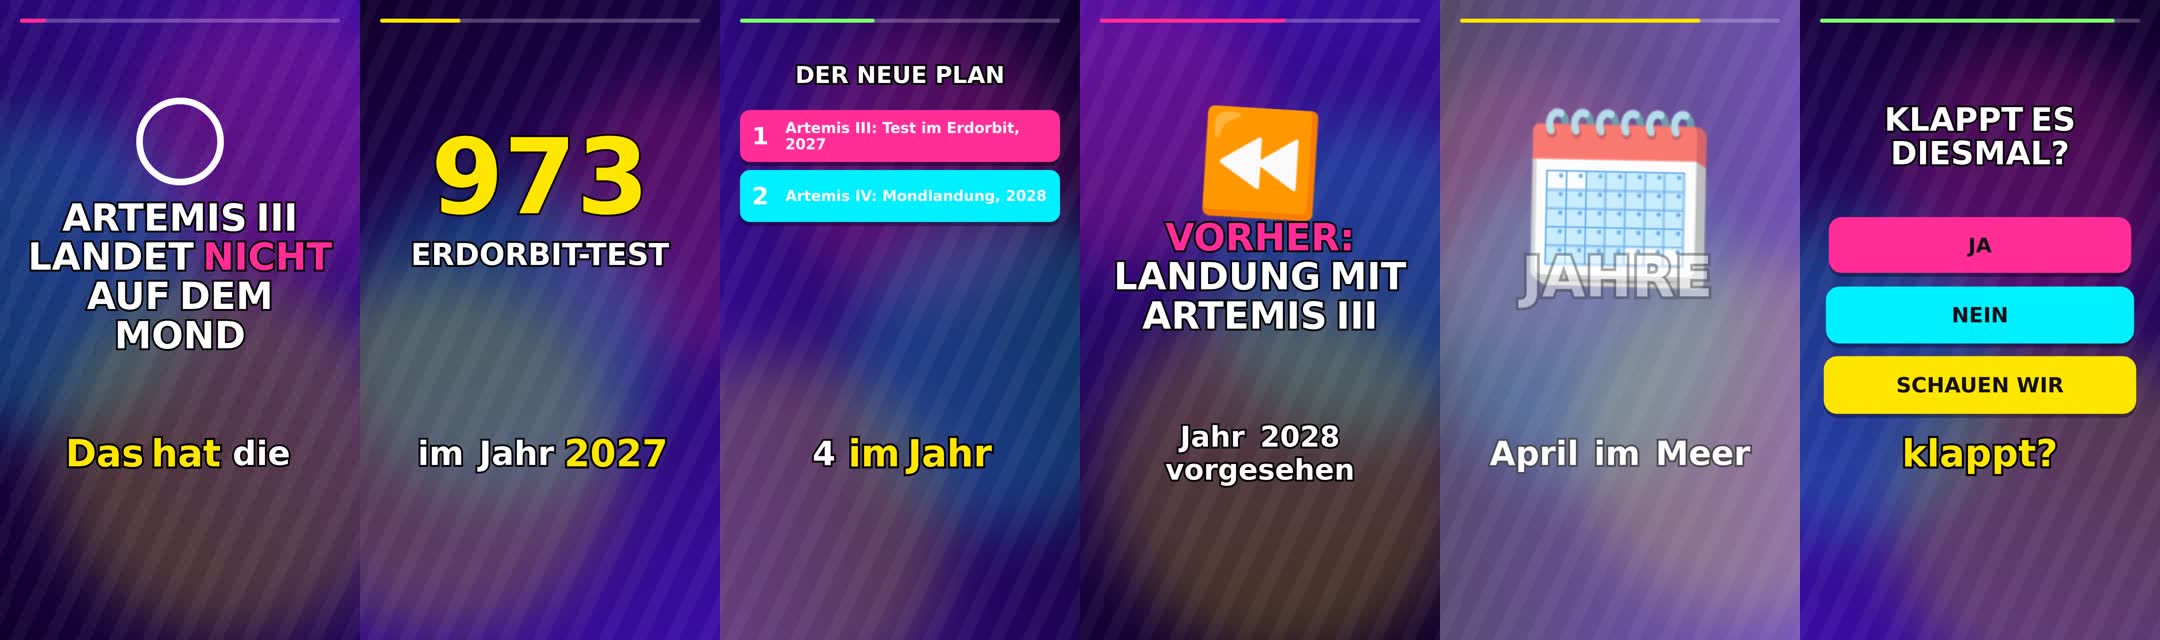 ARTEMIS III
LANDET NICHT
AUF DEM
MOND
Das hat die
973
ERDORBIT-TEST
im Jahr 2027
DER NEUE PLAN
1
Artemis III: Test im Erdorbit,
2027
2
Artemis IV: Mondlandung, 2028
4 im Jahr
VORHER:
LANDUNG MIT
ARTEMIS III
Jahr 2028
vorgesehen
JAHRE
April im Meer
KLAPPT ES
DIESMAL?
JA
NEIN
SCHAUEN WIR
klappt?